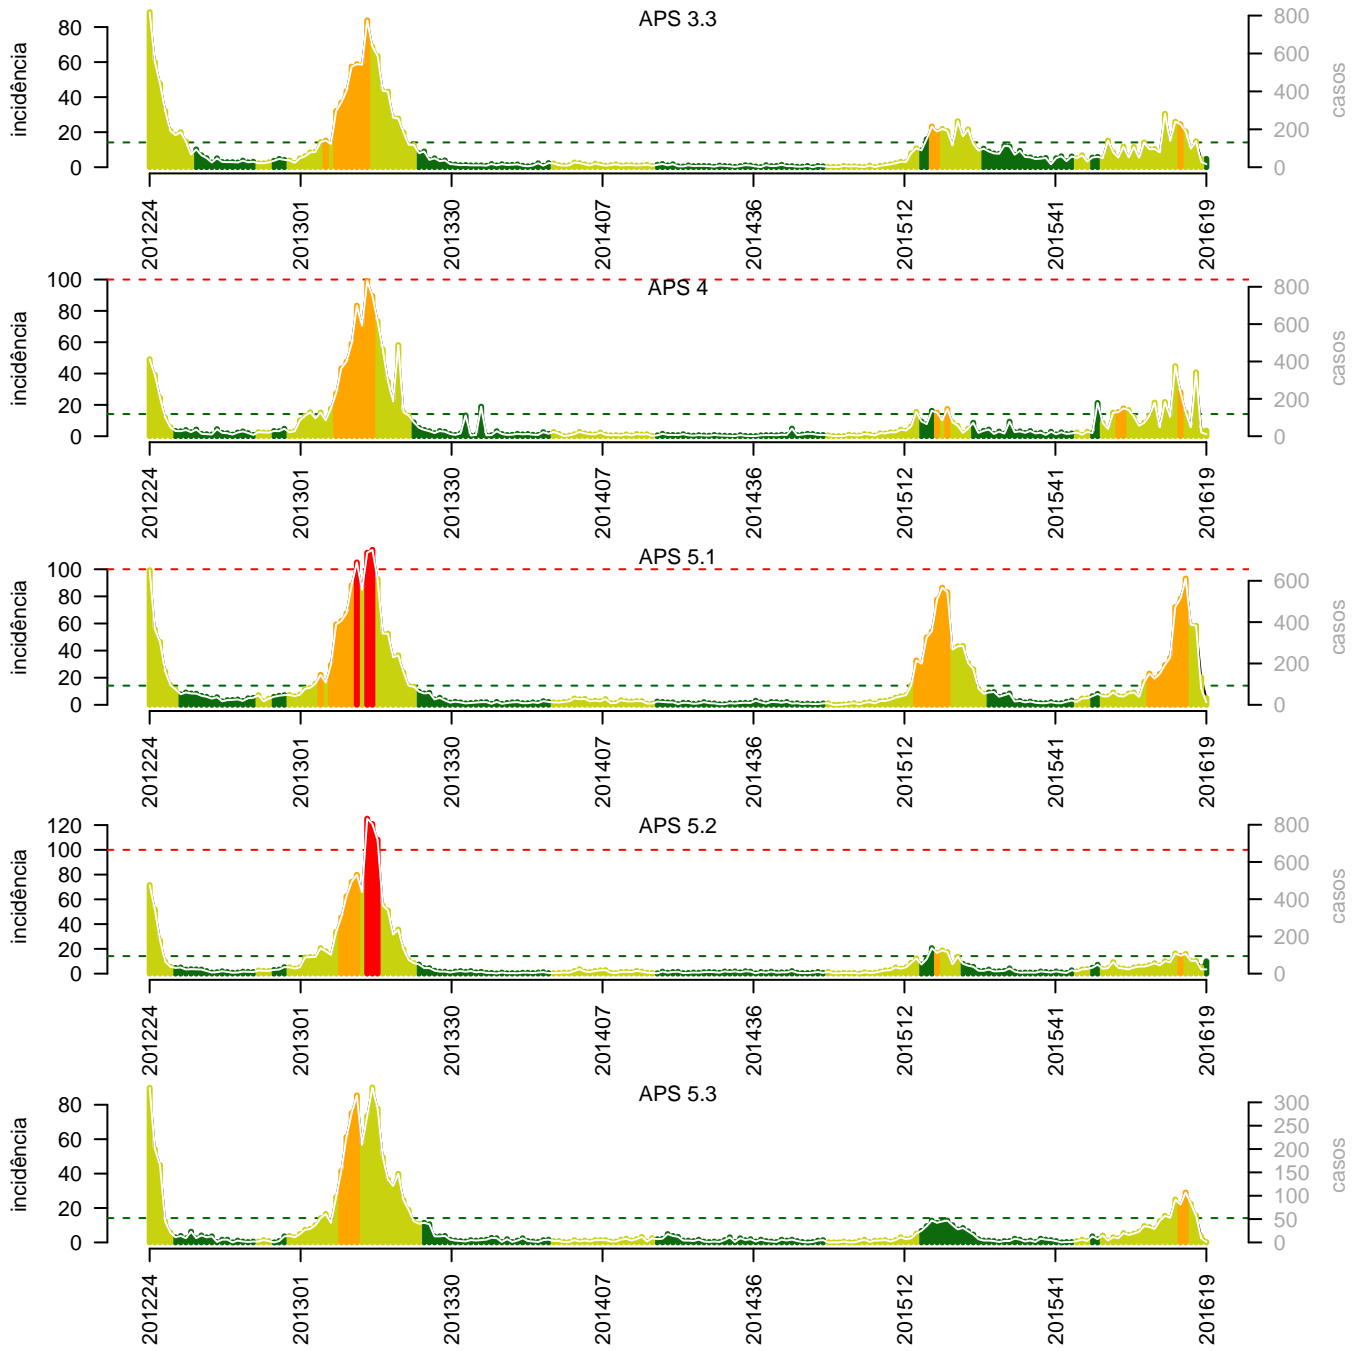 APS 3.3
incidência
0 20 40 60 80
casos
0 200 400 600 800
201224 201301 201330 201407 201436 201512 201541 201619
APS 4
incidência
0 20 40 60 80 100
casos
0 200 400 600 800
201224 201301 201330 201407 201436 201512 201541 201619
APS 5.1
incidência
0 20 40 60 80 100
casos
0 200 400 600
201224 201301 201330 201407 201436 201512 201541 201619
APS 5.2
incidência
0 20 40 60 80 100 120
casos
0 200 400 600 800
201224 201301 201330 201407 201436 201512 201541 201619
APS 5.3
incidência
0 20 40 60 80
casos
0 50 100 150 200 250 300
201224 201301 201330 201407 201436 201512 201541 201619